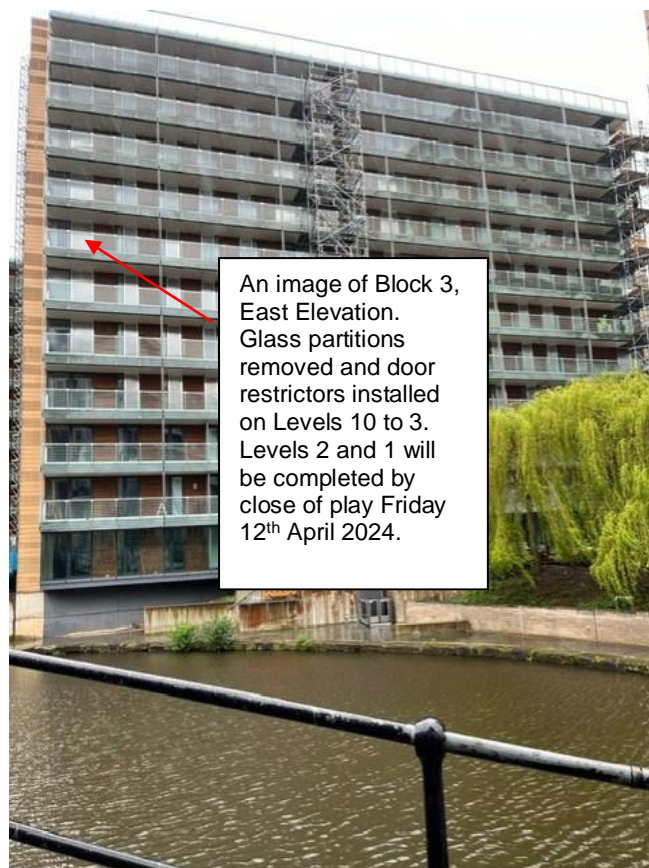 An image of Block 3,
East Elevation.
Glass partitions
removed and door
restrictors installed
on Levels 10 to 3.
Levels 2 and 1 will
be completed by
close of play Friday
12th April 2024.